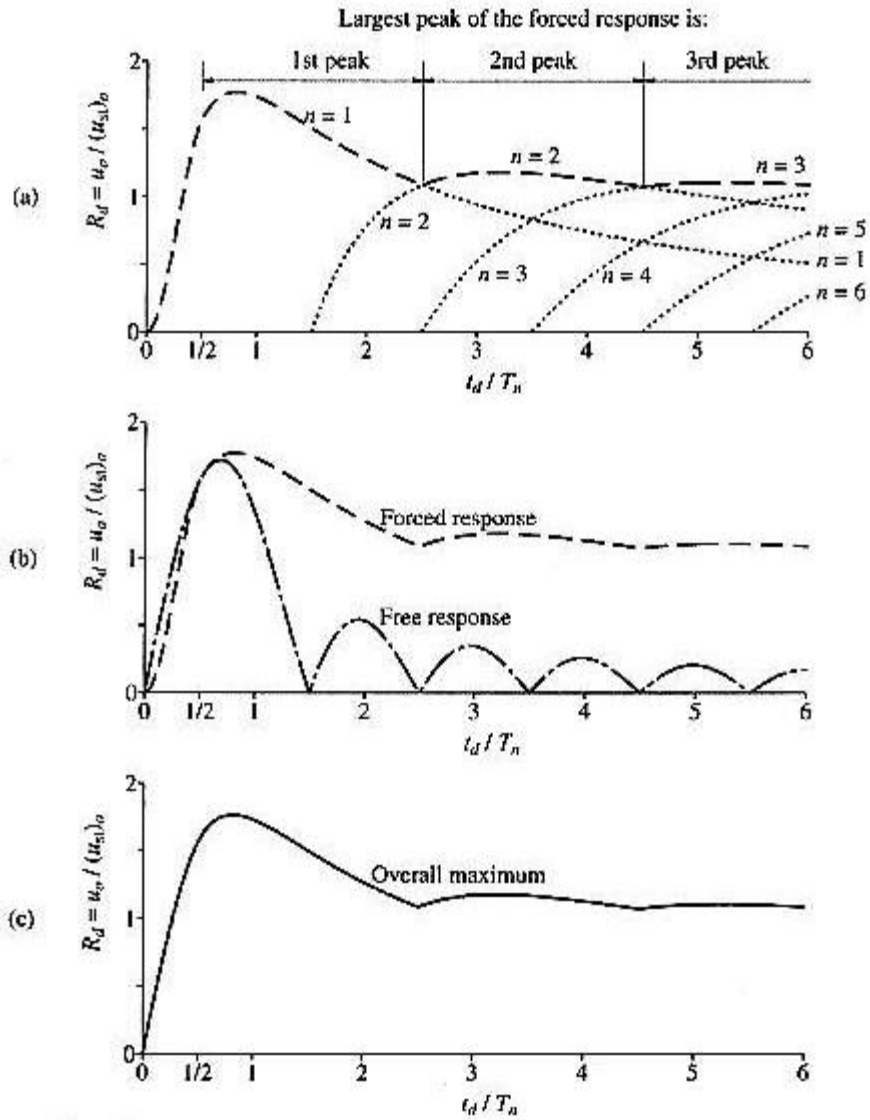 Largest peak of the forced response is:
1st peak
2nd peak
3rd peak
(a)
R_d = u_o / (u_st)_o
2
1
0
n = 1
n = 2
n = 2
n = 3
n = 3
n = 4
n = 5
n = 1
n = 6
0 1/2 1 2 3 4 5 6
t_d / T_n
(b)
R_d = u_o / (u_st)_o
2
1
0
Forced response
Free response
0 1/2 1 2 3 4 5 6
t_d / T_n
(c)
R_d = u_o / (u_st)_o
2
1
0
Overall maximum
0 1/2 1 2 3 4 5 6
t_d / T_n